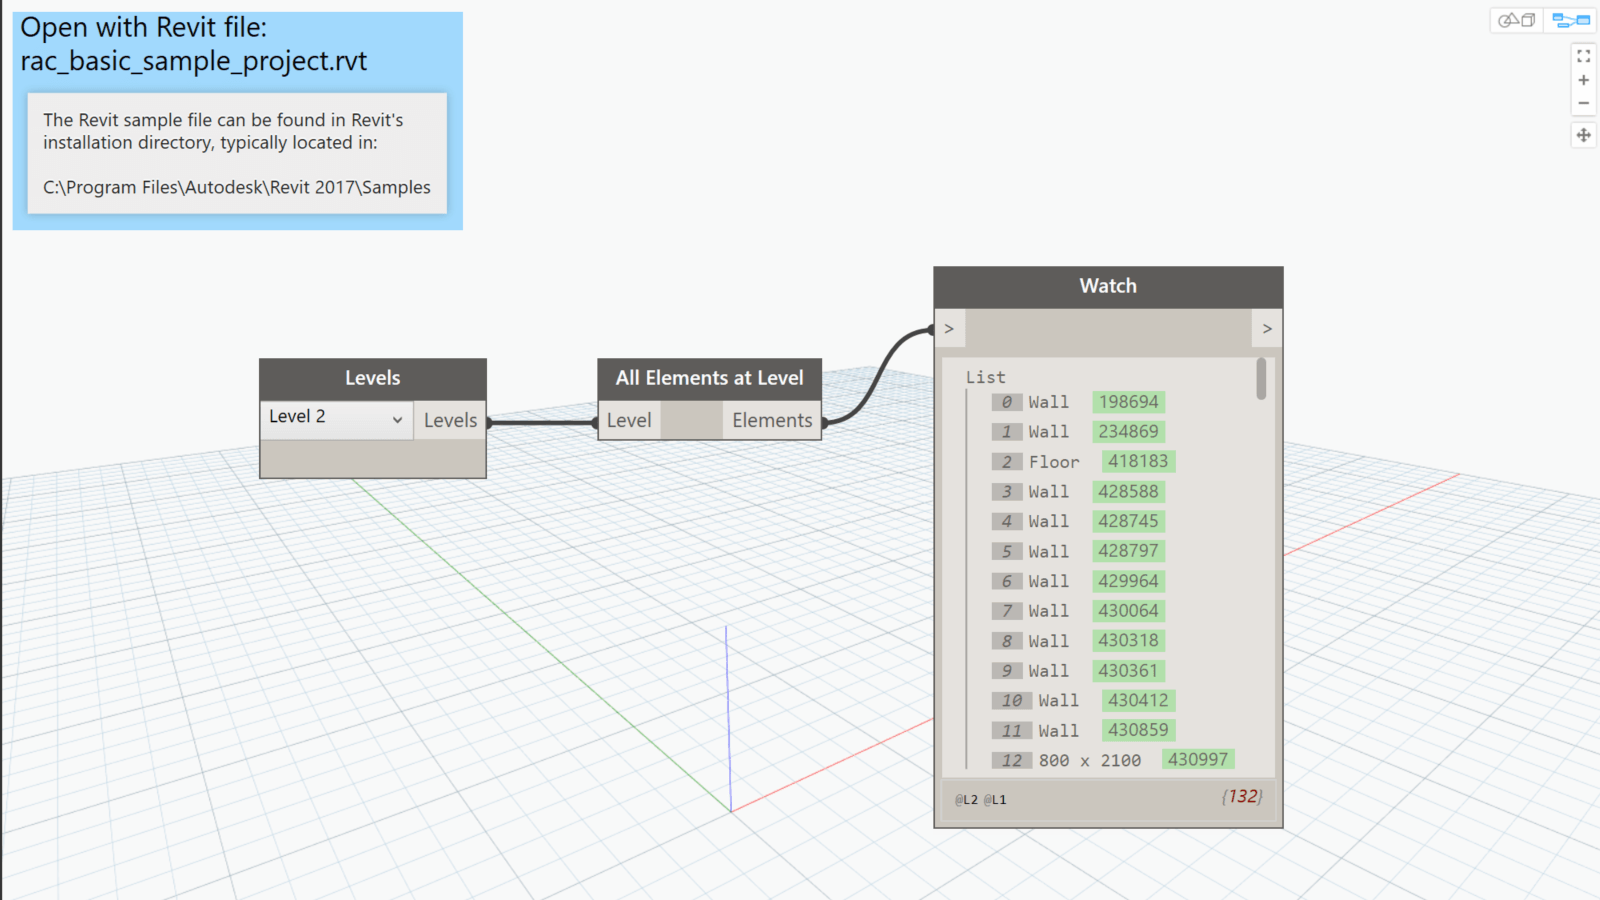 Open with Revit file:
rac_basic_sample_project.rvt
The Revit sample file can be found in Revit's
installation directory, typically located in:
C:\Program Files\Autodesk\Revit 2017\Samples
Levels
Level 2
Levels
All Elements at Level
Level
Elements
Watch
> >
List
0 Wall 198694
1 Wall 234869
2 Floor 418183
3 Wall 428588
4 Wall 428745
5 Wall 428797
6 Wall 429964
7 Wall 430064
8 Wall 430318
9 Wall 430361
10 Wall 430412
11 Wall 430859
12 800 x 2100 430997
@L2 @L1 {132}